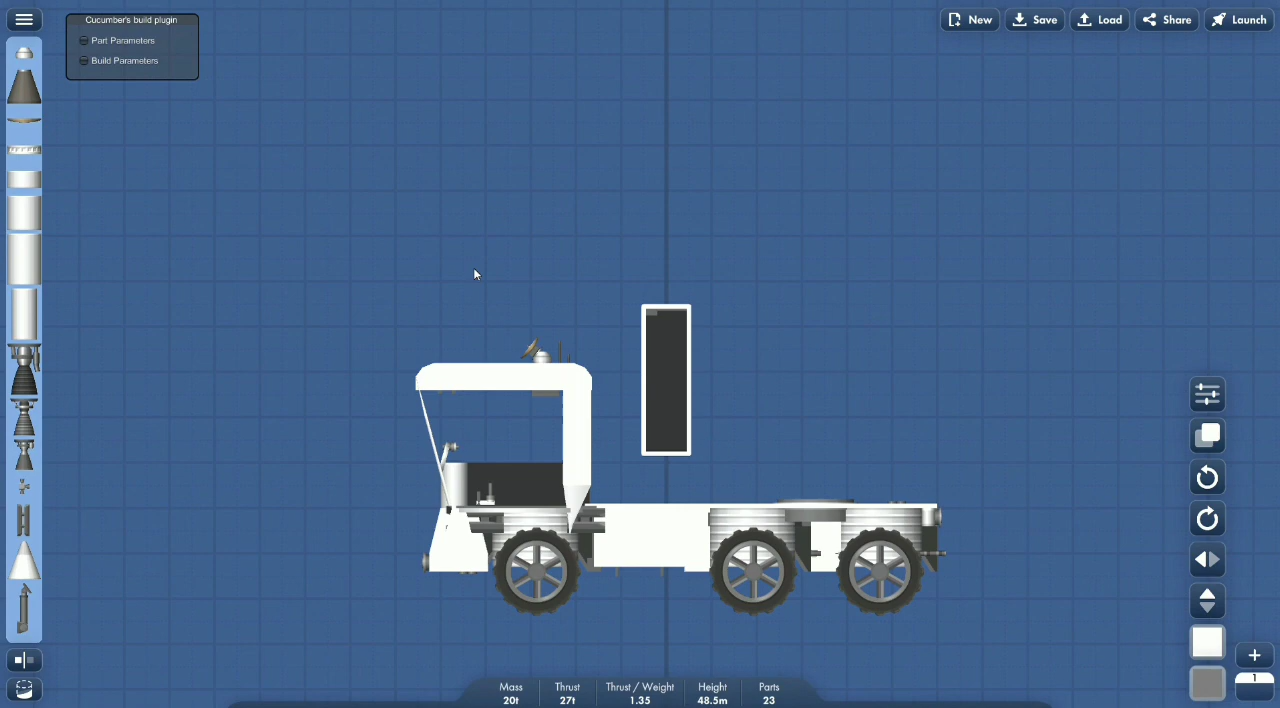 Cucumber's build plugin
Part Parameters
Build Parameters
New
Save
Load
Share
Launch
Mass
20t
Thrust
27t
Thrust / Weight
1.35
Height
48.5m
Parts
23
+
1